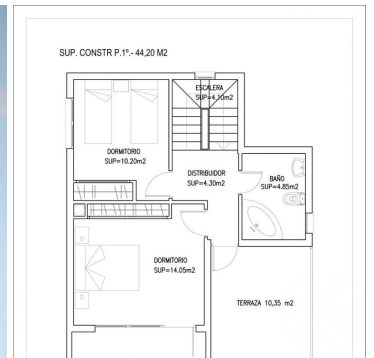 SUP. CONSTR P.1º.- 44,20 M2
ESCALERA
SUP=4.10m2
DORMITORIO
SUP=10.20m2
DISTRIBUIDOR
SUP=4.30m2
BAÑO
SUP=4.85m2
DORMITORIO
SUP=14.05m2
TERRAZA 10,35 m2